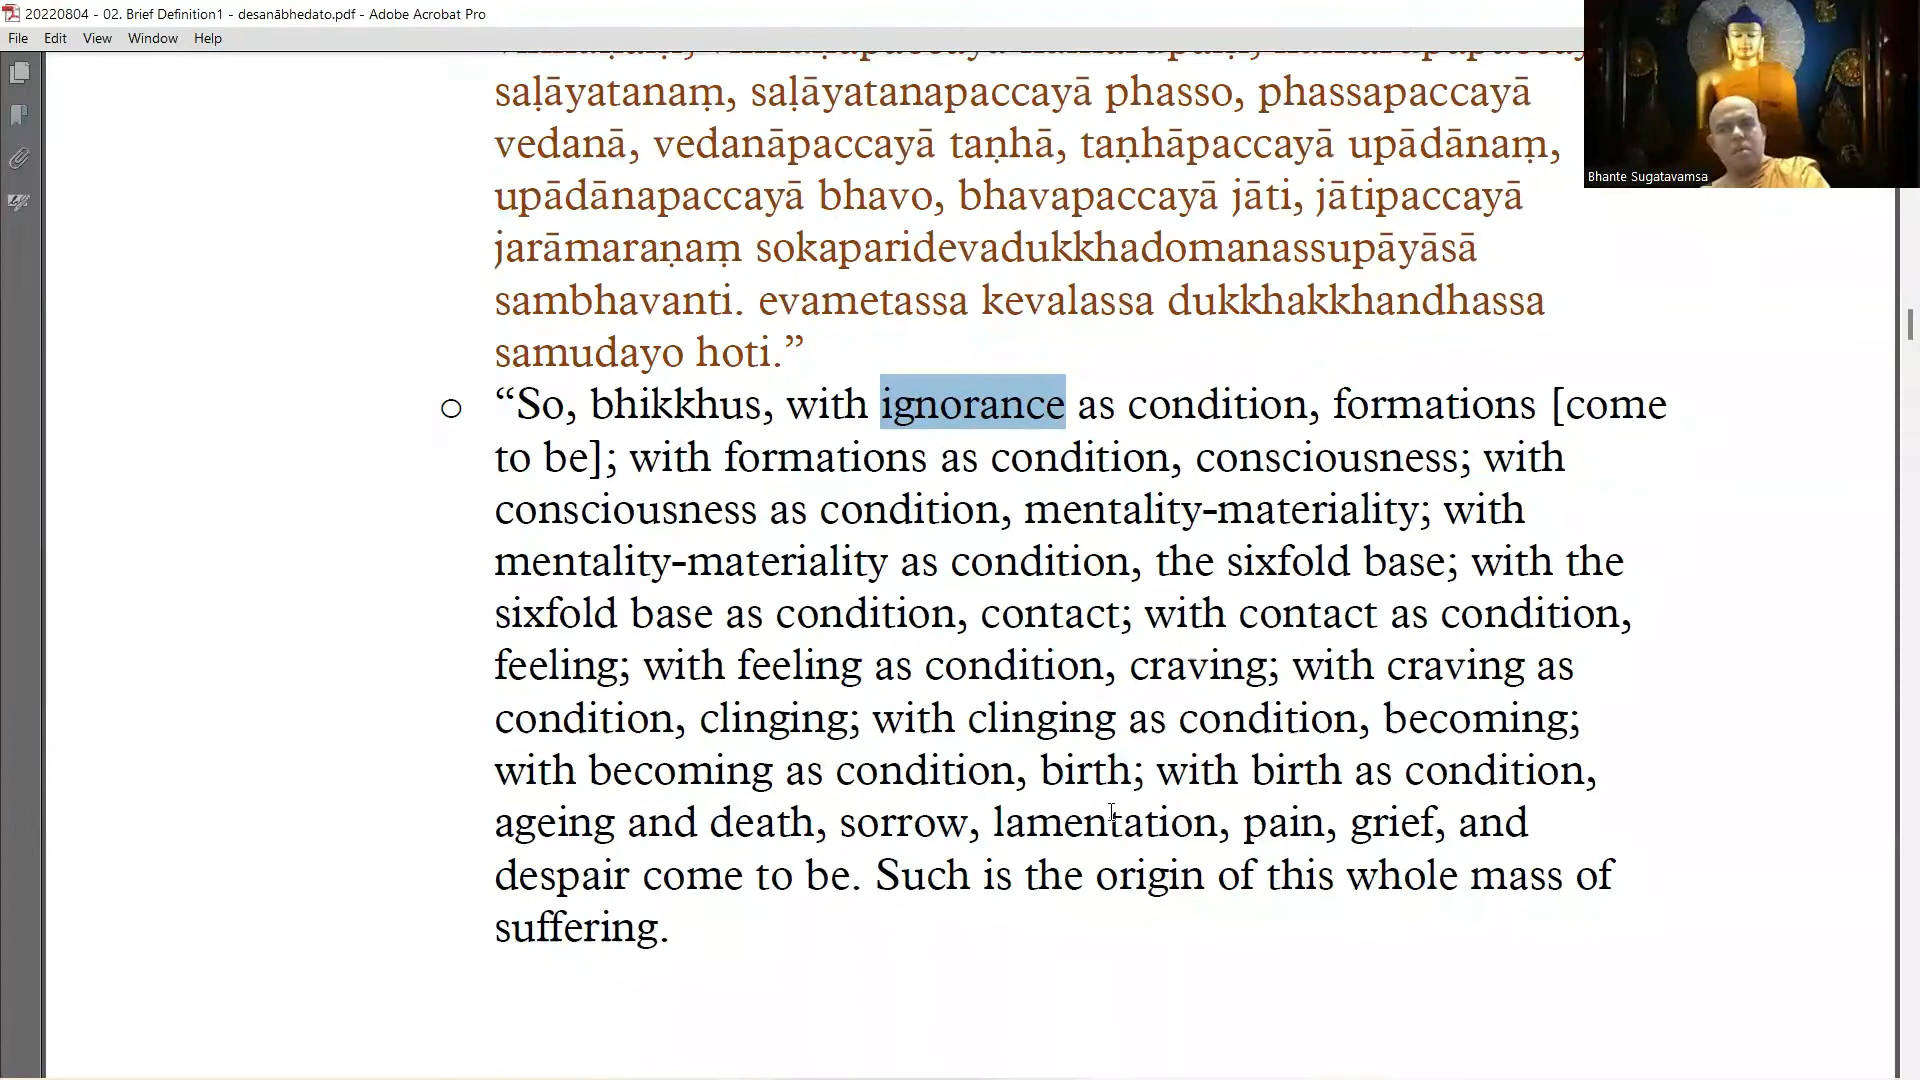 20220804 - 02. Brief Definition1 - desanābhedato.pdf - Adobe Acrobat Pro
File Edit View Window Help
saḷāyatanaṃ, saḷāyatanapaccayā phasso, phassapaccayā
vedanā, vedanāpaccayā taṇhā, taṇhāpaccayā upādānaṃ,
upādānapaccayā bhavo, bhavapaccayā jāti, jātipaccayā
jarāmaraṇaṃ sokaparidevadukkhadomanassupāyāsā
sambhavanti. evametassa kevalassa dukkhakkhandhassa
samudayo hoti.”
Bhante Sugatavamsa
“So, bhikkhus, with ignorance as condition, formations [come
to be]; with formations as condition, consciousness; with
consciousness as condition, mentality-materiality; with
mentality-materiality as condition, the sixfold base; with the
sixfold base as condition, contact; with contact as condition,
feeling; with feeling as condition, craving; with craving as
condition, clinging; with clinging as condition, becoming;
with becoming as condition, birth; with birth as condition,
ageing and death, sorrow, lamentation, pain, grief, and
despair come to be. Such is the origin of this whole mass of
suffering.